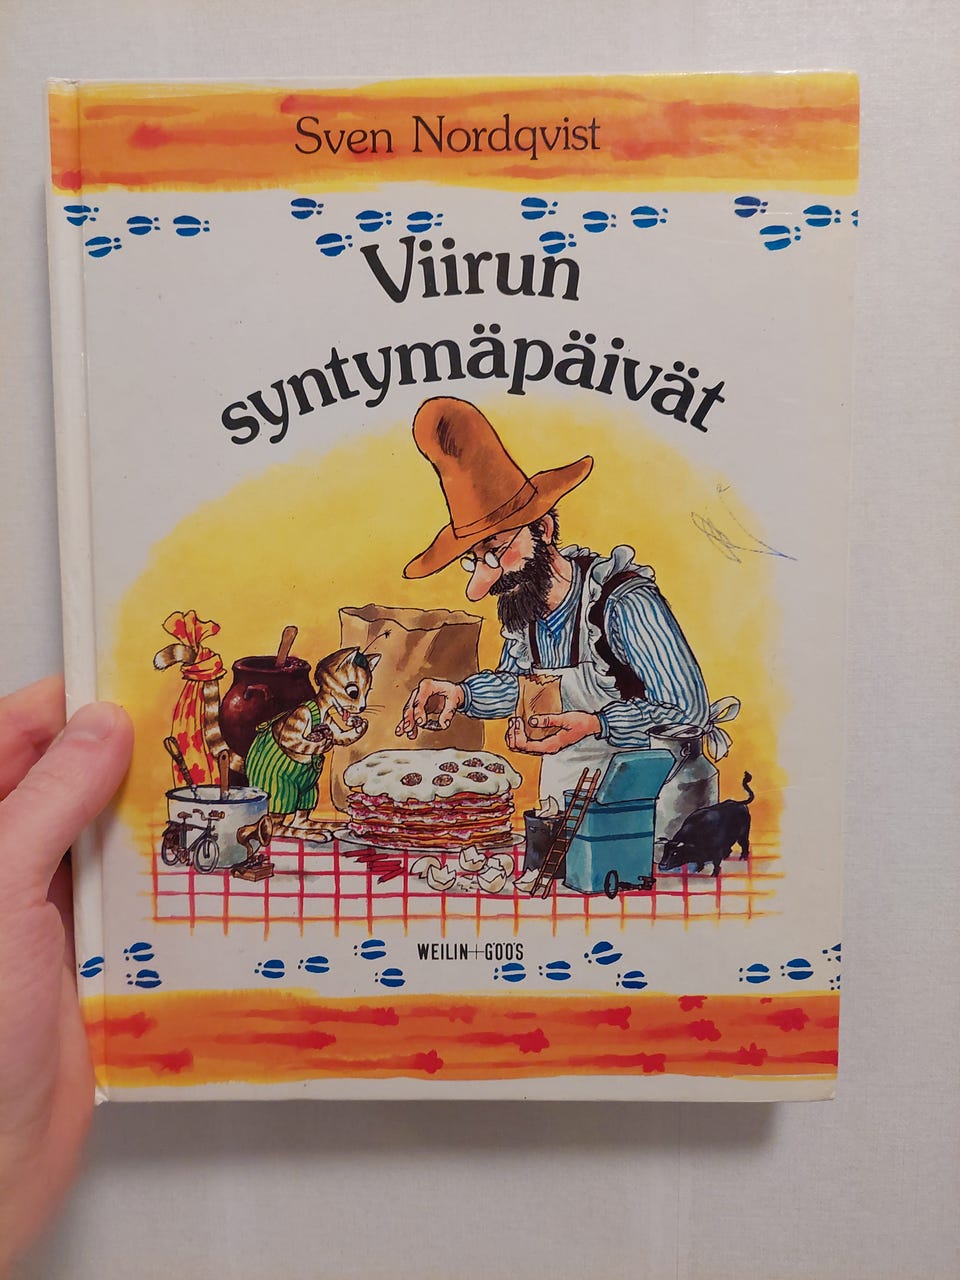 Sven Nordqvist
Viirun
syntymäpäivät
WEILIN+GÖÖS